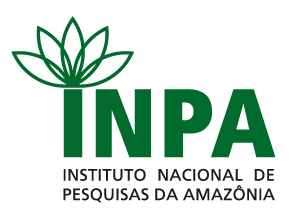 INPA
INSTITUTO NACIONAL DE
PESQUISAS DA AMAZÔNIA